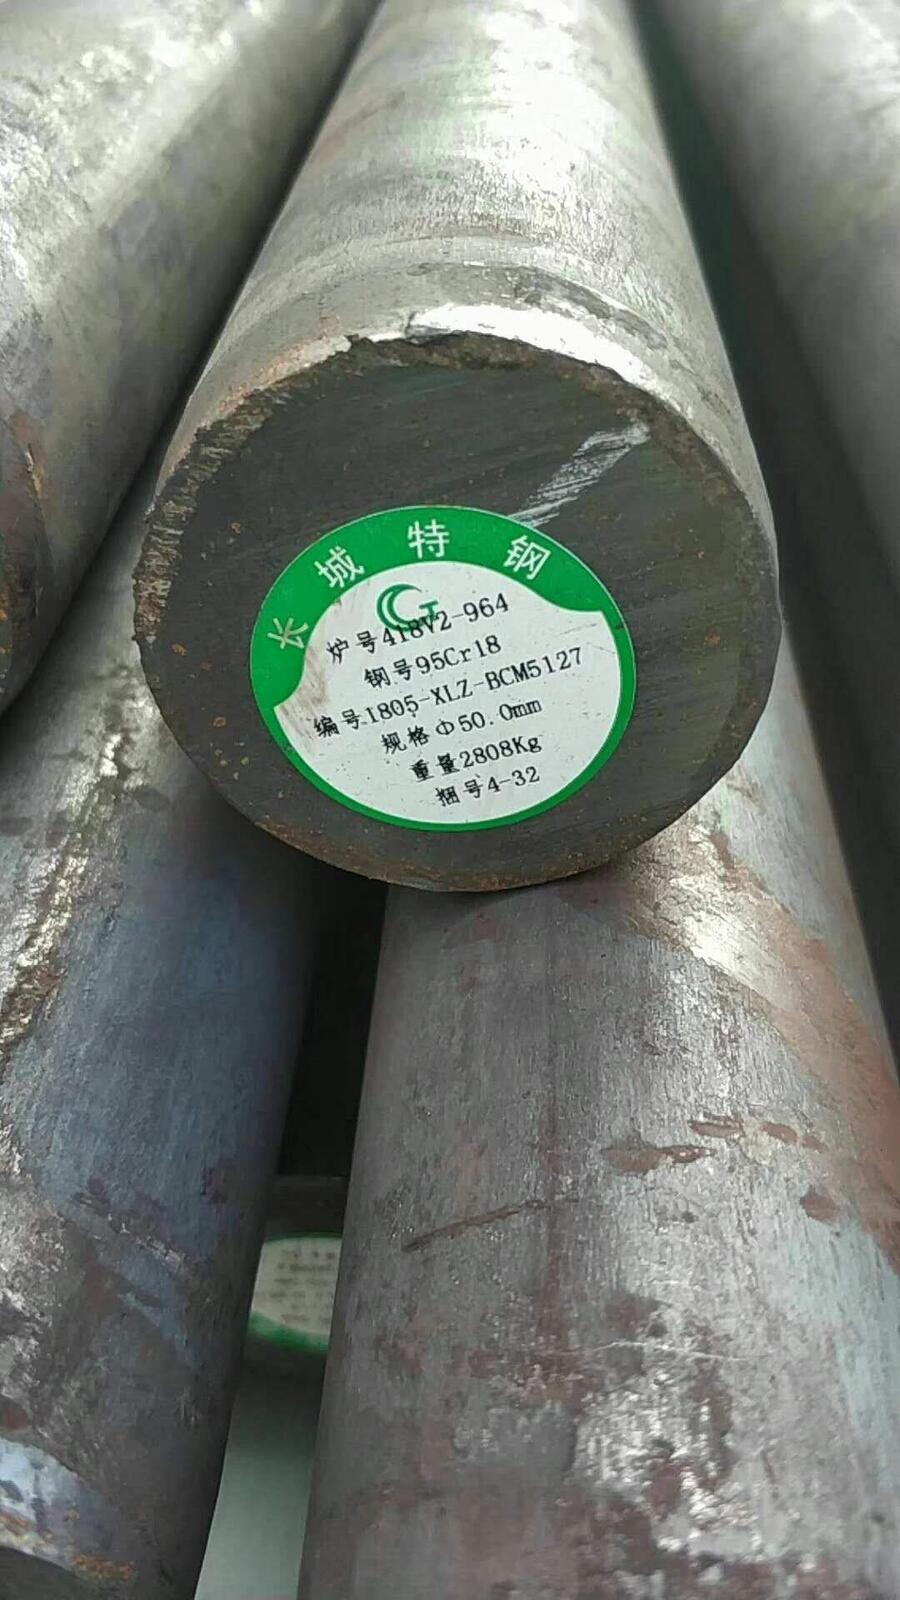 长城特钢
炉号418V2-964
钢号95Cr18
编号1805-XLZ-BCM5127
规格Φ50.0mm
重量2808Kg
捆号4-32